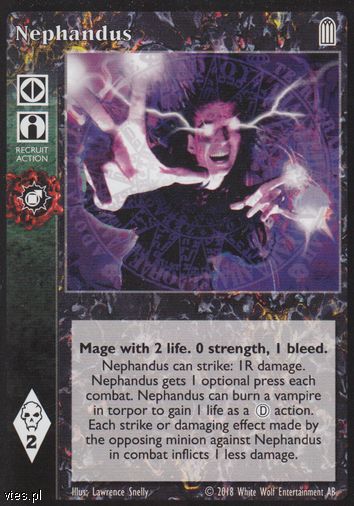 Nephandus
RECRUIT
ACTION
Mage with 2 life. 0 strength, 1 bleed.
Nephandus can strike: 1R damage.
Nephandus gets 1 optional press each
combat. Nephandus can burn a vampire
in torpor to gain 1 life as a Ⓓ action.
Each strike or damaging effect made by
the opposing minion against Nephandus
in combat inflicts 1 less damage.
2
Illus: Lawrence Snelly © 2018 White Wolf Entertainment AB
vtes.pl